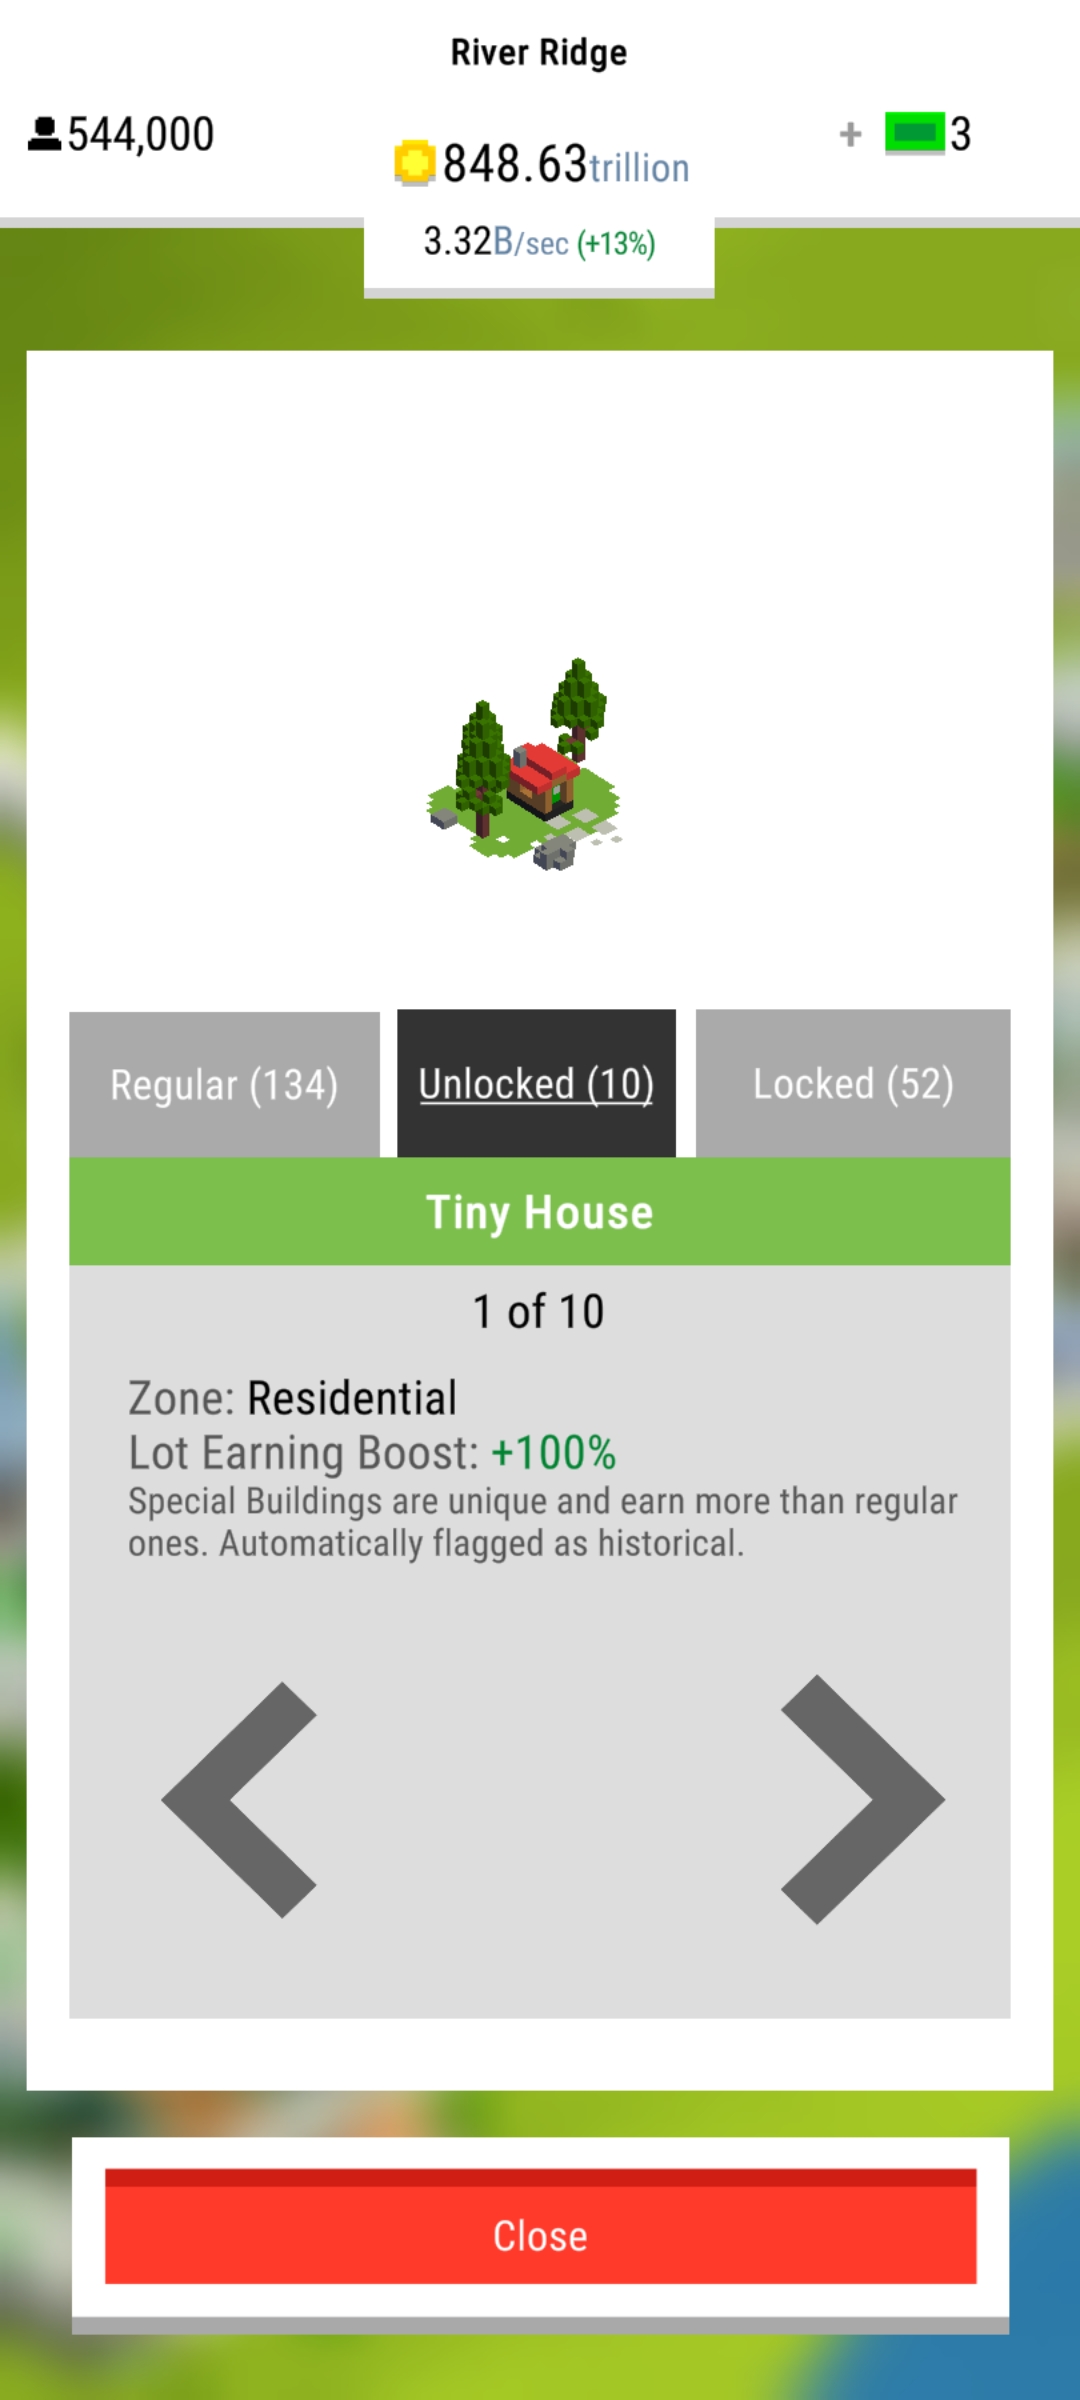 River Ridge
544,000
848.63trillion
+ 3
3.32B/sec (+13%)
Regular (134)
Unlocked (10)
Locked (52)
Tiny House
1 of 10
Zone: Residential
Lot Earning Boost: +100%
Special Buildings are unique and earn more than regular
ones. Automatically flagged as historical.
Close